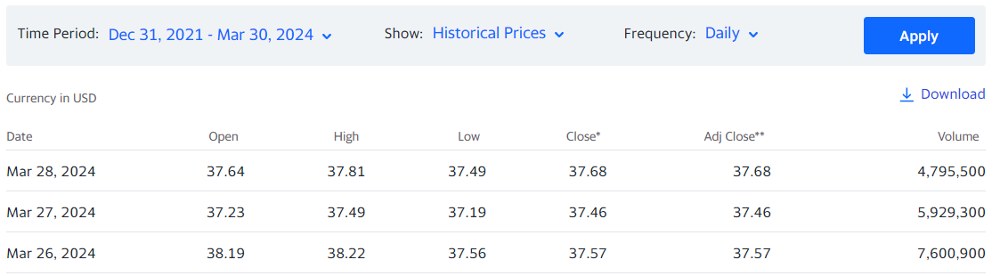 Time Period: Dec 31, 2021 - Mar 30, 2024 Show: Historical Prices Frequency: Daily Apply
Currency in USD Download
Date Open High Low Close* Adj Close** Volume
Mar 28, 2024 37.64 37.81 37.49 37.68 37.68 4,795,500
Mar 27, 2024 37.23 37.49 37.19 37.46 37.46 5,929,300
Mar 26, 2024 38.19 38.22 37.56 37.57 37.57 7,600,900